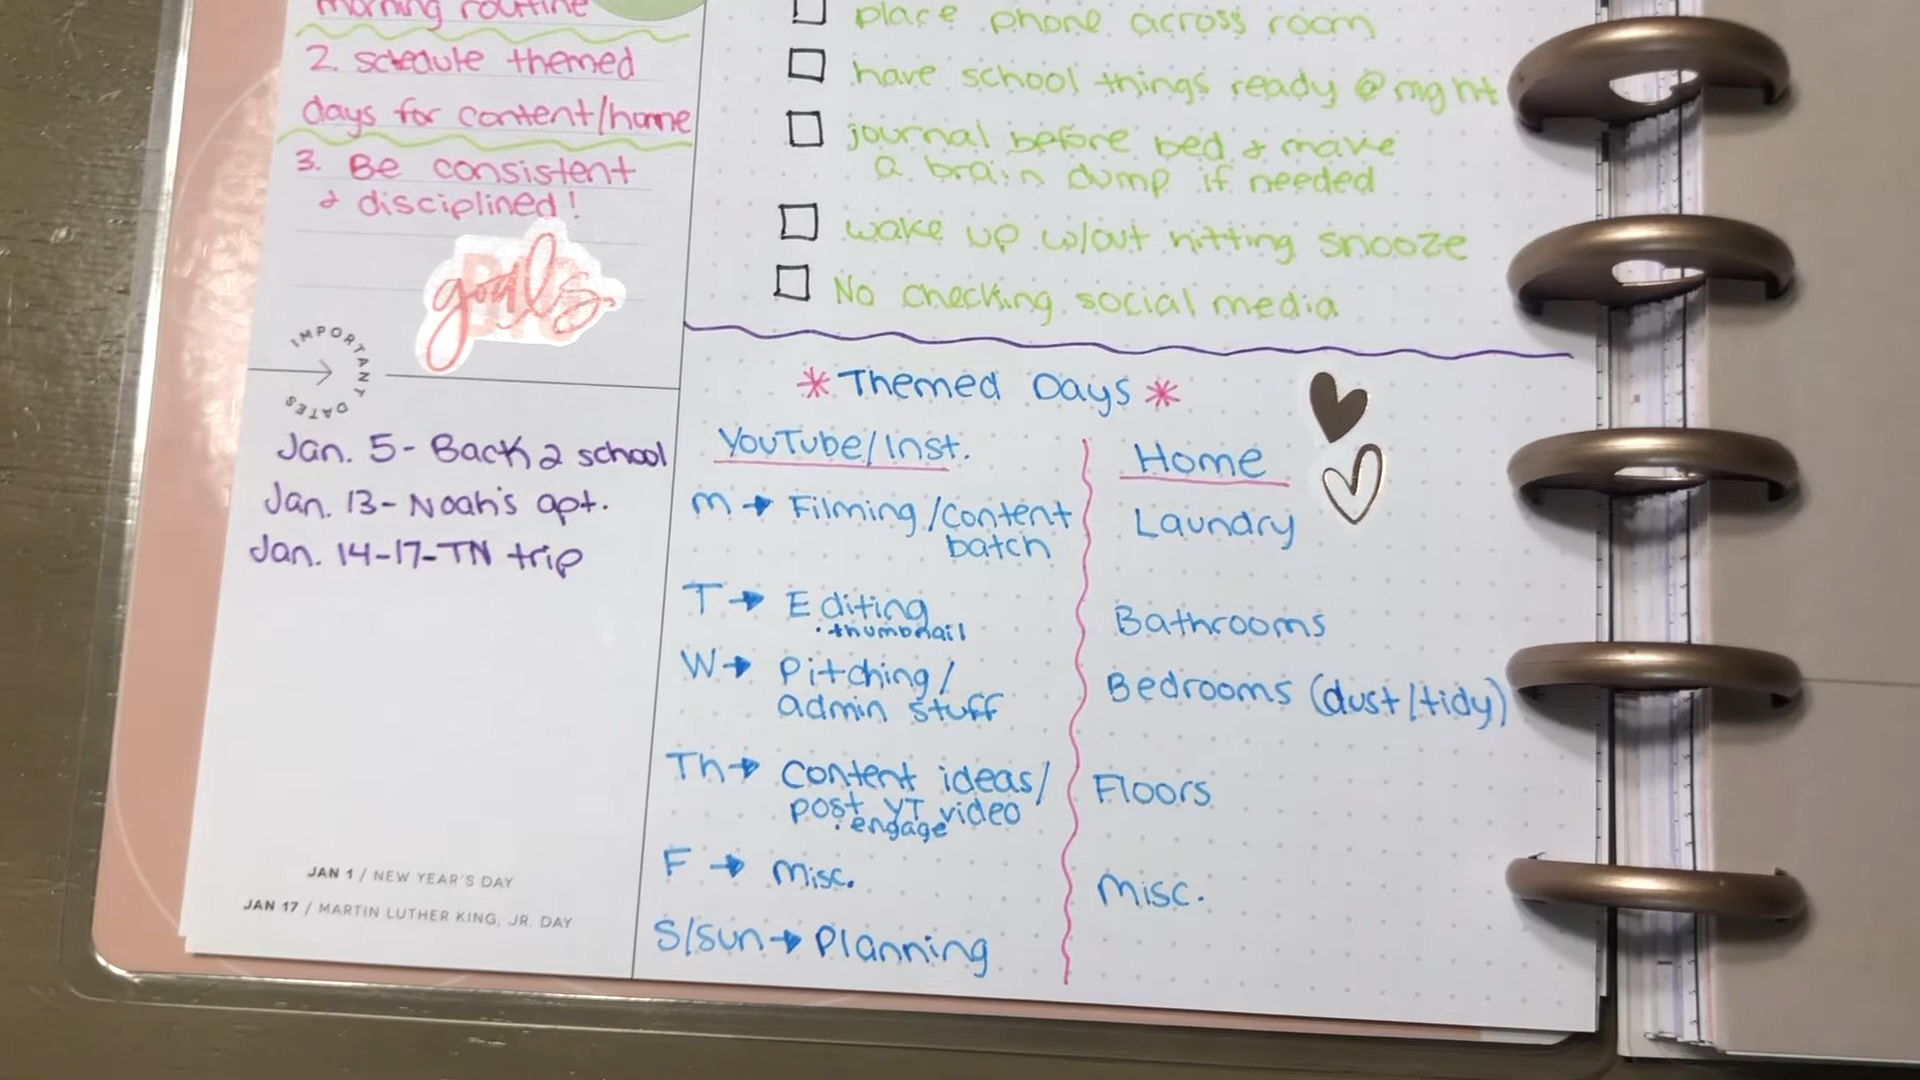 morning routine
2. schedule themed
days for content/home
3. Be consistent
& disciplined!
goals
IMPORTANT DATES
Jan. 5 - Back 2 school
Jan. 13 - Noah's apt.
Jan. 14-17 - TN trip
JAN 1 / NEW YEAR'S DAY
JAN 17 / MARTIN LUTHER KING, JR. DAY
place phone across room
have school things ready @ night
journal before bed & make
a brain dump if needed
wake up w/out hitting snooze
No checking social media
* Themed Days *
YouTube/Inst.
Home
M → Filming/content
batch
Laundry
T → Editing
• thumbnail
Bathrooms
W → Pitching/
admin stuff
Bedrooms (dust/tidy)
Th → content ideas/
post YT video
• engage
Floors
F → Misc.
Misc.
S/Sun → Planning